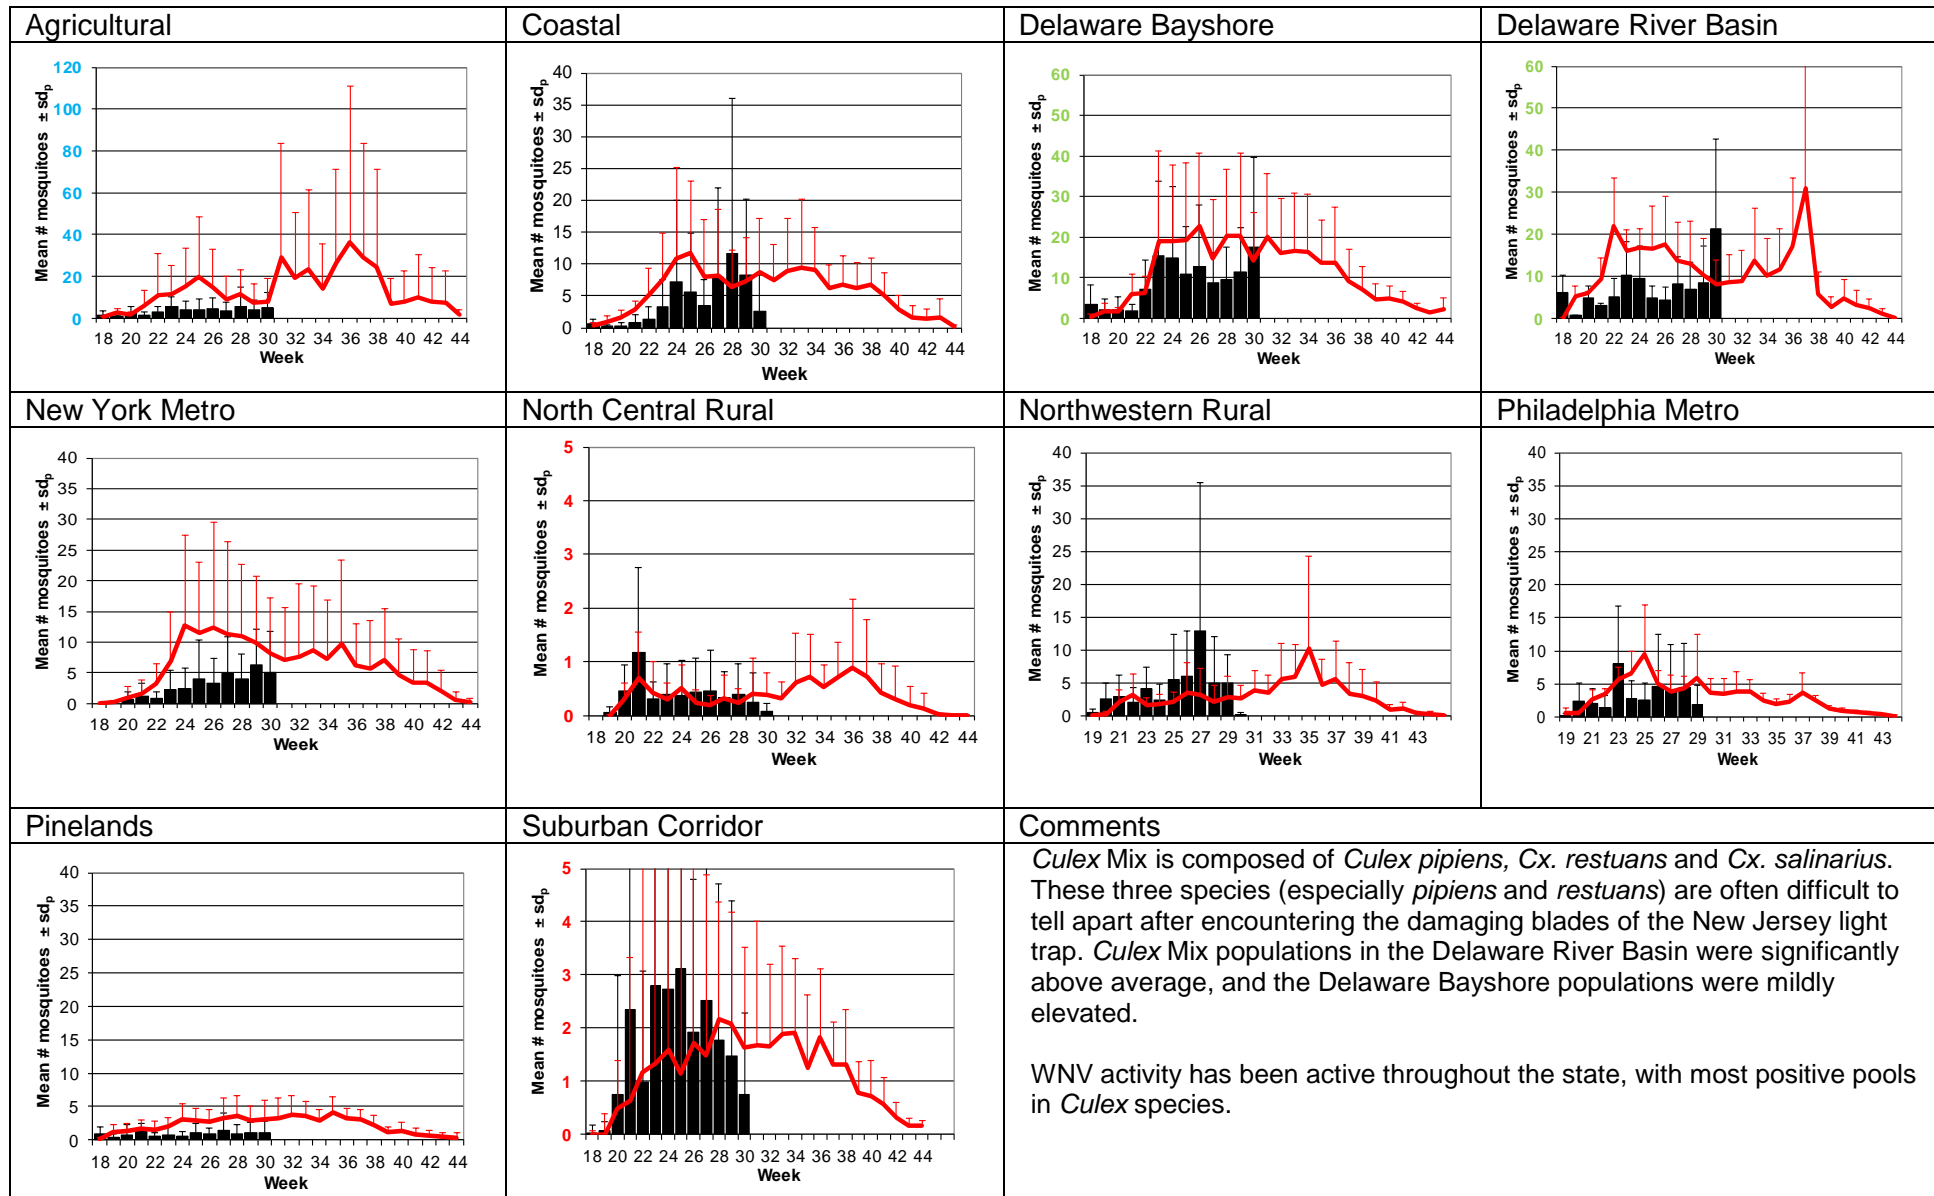 Agricultural
Mean # mosquitoes ± sdp
120
100
80
60
40
20
0
18 20 22 24 26 28 30 32 34 36 38 40 42 44
Week
Coastal
Mean # mosquitoes ± sdp
40
35
30
25
20
15
10
5
0
18 20 22 24 26 28 30 32 34 36 38 40 42 44
Week
Delaware Bayshore
Mean # mosquitoes ± sdp
60
50
40
30
20
10
0
18 20 22 24 26 28 30 32 34 36 38 40 42 44
Week
Delaware River Basin
Mean # mosquitoes ± sdp
60
50
40
30
20
10
0
18 20 22 24 26 28 30 32 34 36 38 40 42 44
Week
New York Metro
Mean # mosquitoes ± sdp
40
35
30
25
20
15
10
5
0
18 20 22 24 26 28 30 32 34 36 38 40 42 44
Week
North Central Rural
Mean # mosquitoes ± sdp
5
4
3
2
1
0
18 20 22 24 26 28 30 32 34 36 38 40 42 44
Week
Northwestern Rural
Mean # mosquitoes ± sdp
40
35
30
25
20
15
10
5
0
19 21 23 25 27 29 31 33 35 37 39 41 43
Week
Philadelphia Metro
Mean # mosquitoes ± sdp
40
35
30
25
20
15
10
5
0
19 21 23 25 27 29 31 33 35 37 39 41 43
Week
Pinelands
Mean # mosquitoes ± sdp
40
35
30
25
20
15
10
5
0
18 20 22 24 26 28 30 32 34 36 38 40 42 44
Week
Suburban Corridor
Mean # mosquitoes ± sdp
5
4
3
2
1
0
18 20 22 24 26 28 30 32 34 36 38 40 42 44
Week
Comments
Culex Mix is composed of Culex pipiens, Cx. restuans and Cx. salinarius.
These three species (especially pipiens and restuans) are often difficult to
tell apart after encountering the damaging blades of the New Jersey light
trap. Culex Mix populations in the Delaware River Basin were significantly
above average, and the Delaware Bayshore populations were mildly
elevated.
WNV activity has been active throughout the state, with most positive pools
in Culex species.